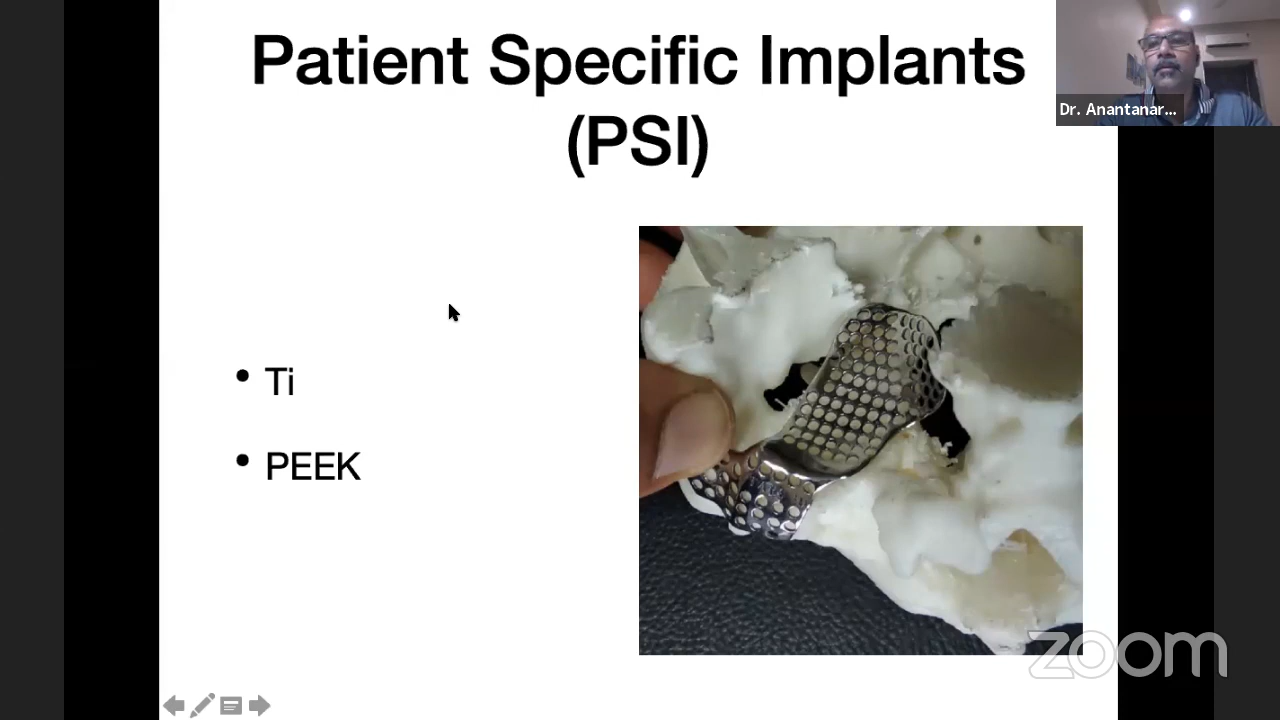 Patient Specific Implants
(PSI)
Dr. Anantanar...
• Ti
• PEEK
zoom